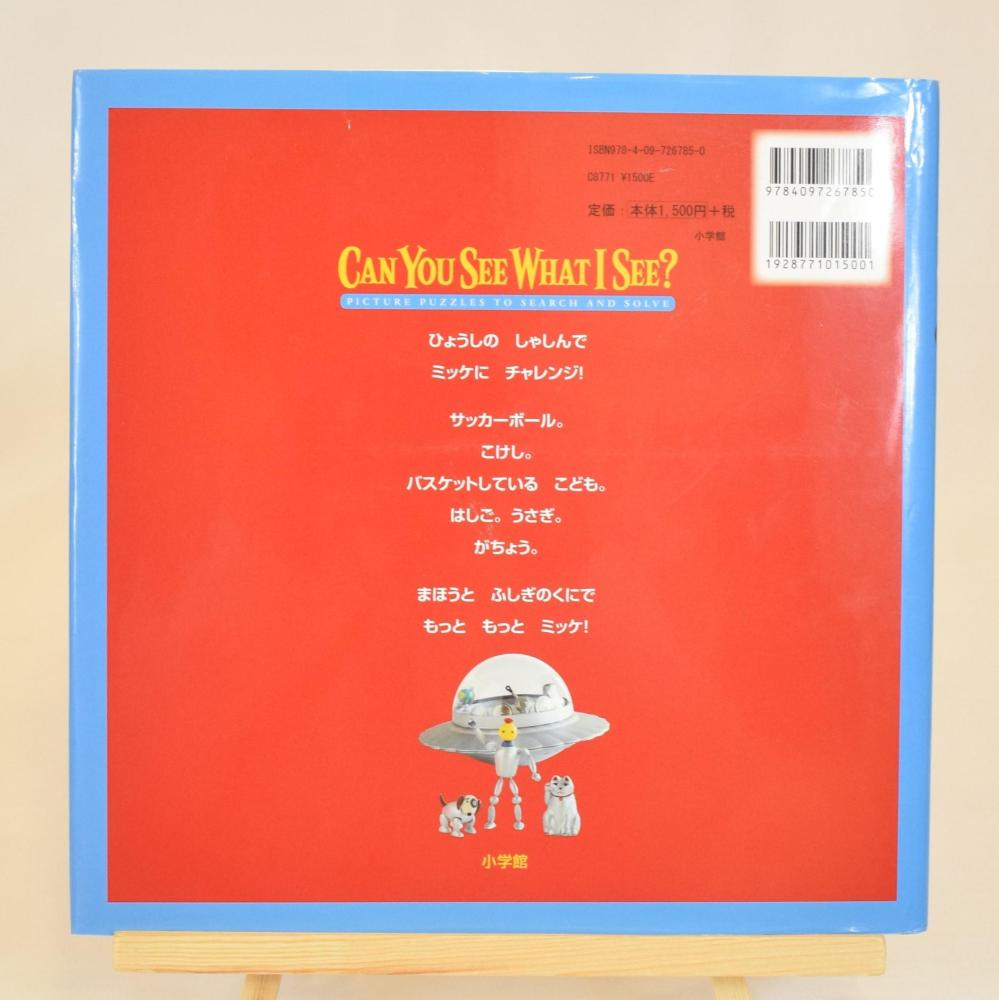 ISBN978-4-09-726785-0
C8771 ¥1500E
定価：本体1,500円＋税
小学館
9784097267850
1928771015001
CAN YOU SEE WHAT I SEE?
PICTURE PUZZLES TO SEARCH AND SOLVE
ひょうしの　しゃしんで
ミッケに　チャレンジ！
サッカーボール。
こけし。
バスケットしている　こども。
はしご。うさぎ。
がちょう。
まほうと　ふしぎのくにで
もっと　もっと　ミッケ！
小学館